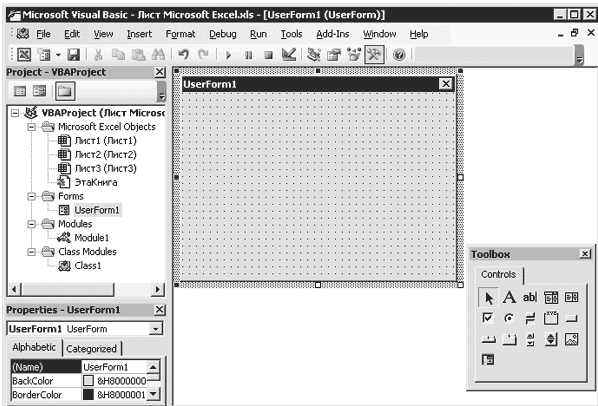 Microsoft Visual Basic - Лист Microsoft Excel.xls - [UserForm1 (UserForm)]
File Edit View Insert Format Debug Run Tools Add-Ins Window Help
Project - VBAProject
VBAProject (Лист Microso
Microsoft Excel Objects
Лист1 (Лист1)
Лист2 (Лист2)
Лист3 (Лист3)
ЭтаКнига
Forms
UserForm1
Modules
Module1
Class Modules
Class1
UserForm1
Toolbox
Controls
A ab|
XYZ
Properties - UserForm1
UserForm1 UserForm
Alphabetic Categorized
(Name) UserForm1
BackColor &H8000000
BorderColor &H8000001